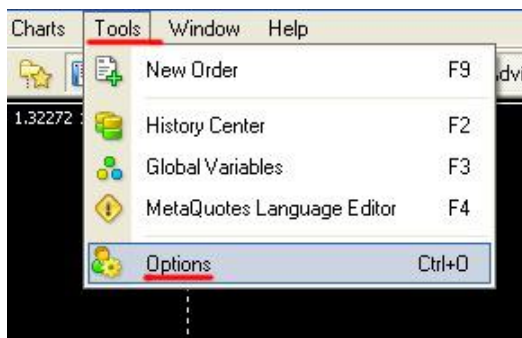 Charts Tools Window Help
New Order F9
1.32272
History Center F2
Global Variables F3
MetaQuotes Language Editor F4
Options Ctrl+O